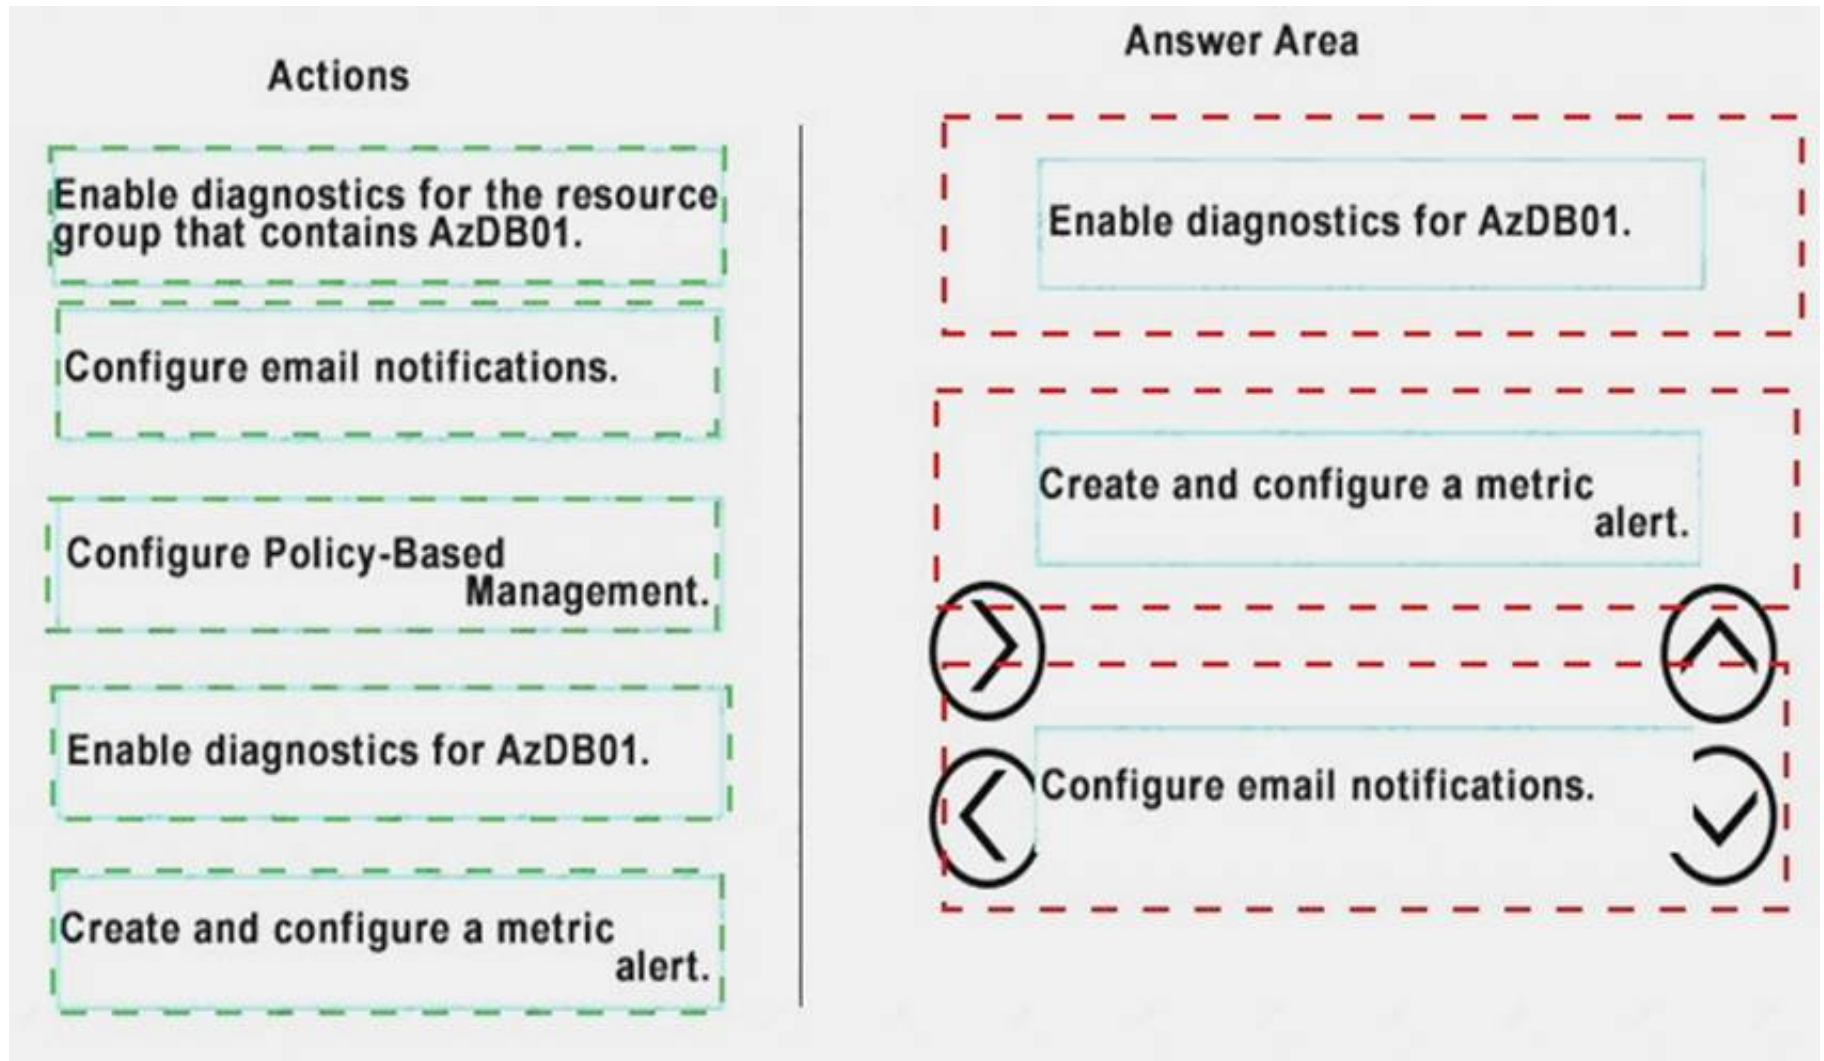 Actions
Enable diagnostics for the resource
group that contains AzDB01.
Configure email notifications.
Configure Policy-Based
Management.
Enable diagnostics for AzDB01.
Create and configure a metric
alert.
Answer Area
Enable diagnostics for AzDB01.
Create and configure a metric
alert.
Configure email notifications.